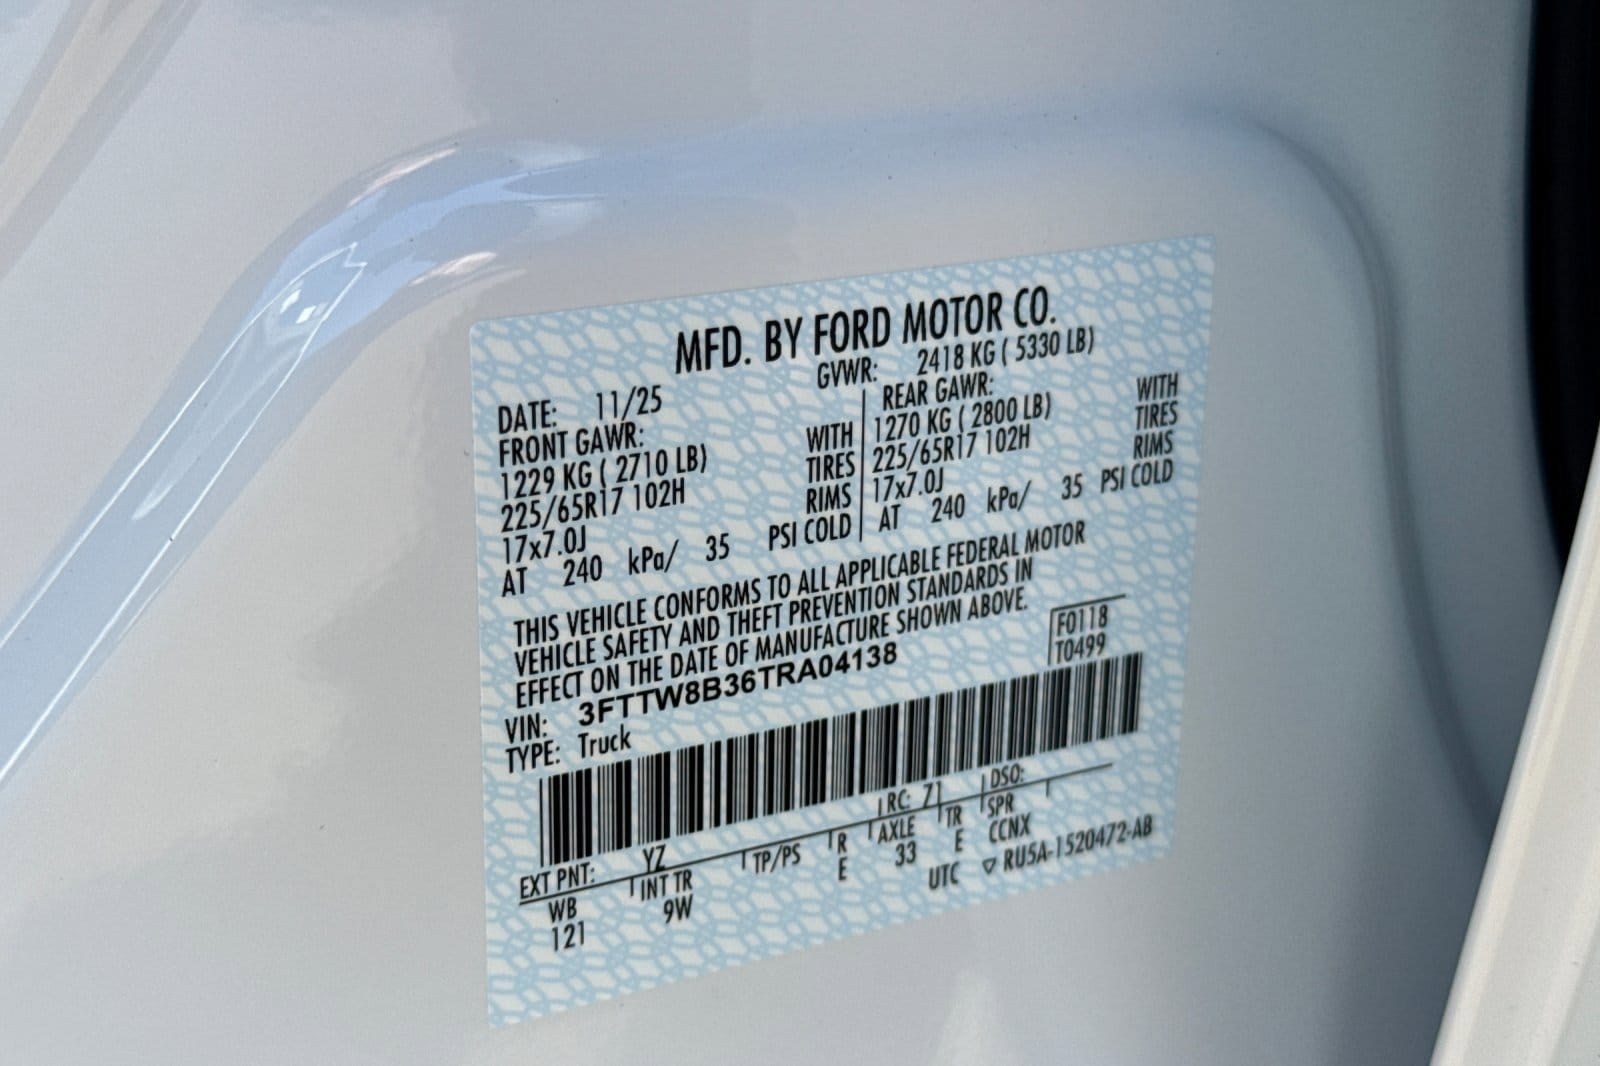 MFD. BY FORD MOTOR CO.
DATE: 11/25 GVWR: 2418 KG ( 5330 LB)
FRONT GAWR: REAR GAWR:
1229 KG ( 2710 LB) WITH 1270 KG ( 2800 LB) WITH
225/65R17 102H TIRES 225/65R17 102H TIRES
17x7.0J RIMS 17x7.0J RIMS
AT 240 kPa/ 35 PSI COLD AT 240 kPa/ 35 PSI COLD
THIS VEHICLE CONFORMS TO ALL APPLICABLE FEDERAL MOTOR
VEHICLE SAFETY AND THEFT PREVENTION STANDARDS IN
EFFECT ON THE DATE OF MANUFACTURE SHOWN ABOVE.
VIN: 3FTTW8B36TRA04138 F0118
TYPE: Truck T0499
EXT PNT: YZ RC: 71 DSO:
WB INT TR TP/PS R AXLE TR SPR
121 9W E 33 E CCNX
UTC ▽ RU5A-1520472-AB